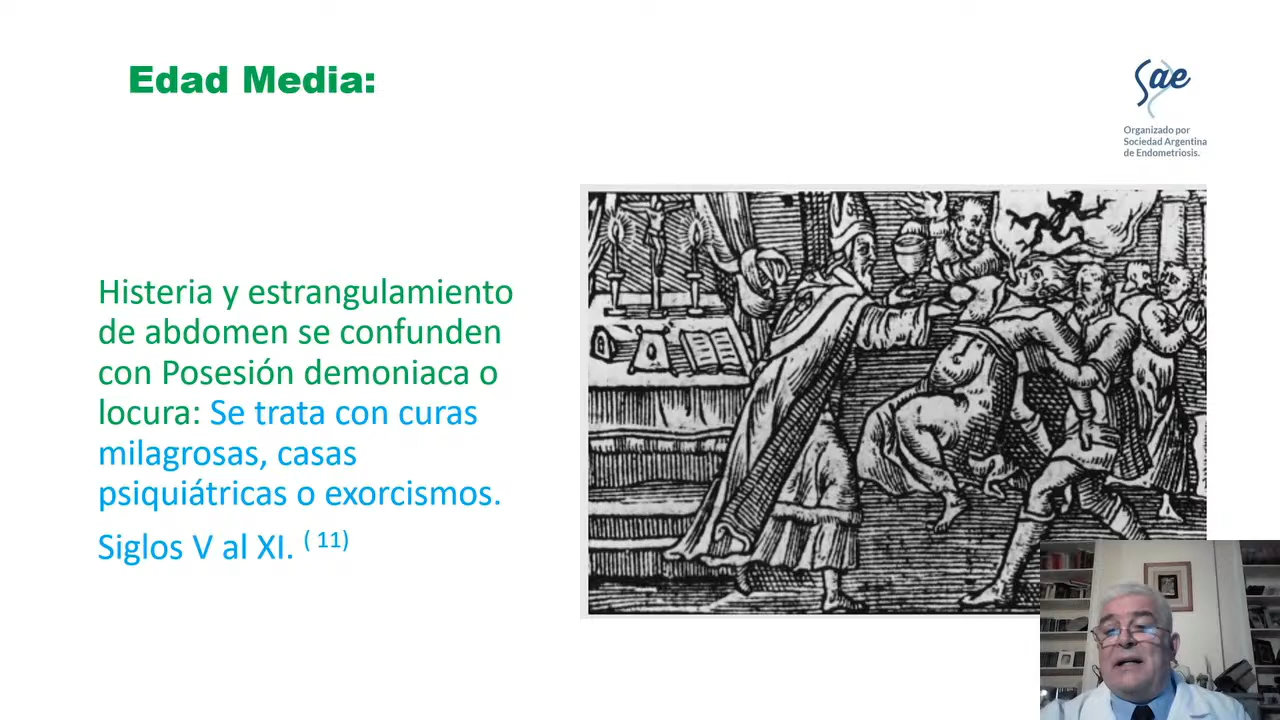 Edad Media:
Sae
Organizado por
Sociedad Argentina
de Endometriosis.
Histeria y estrangulamiento
de abdomen se confunden
con Posesión demoniaca o
locura: Se trata con curas
milagrosas, casas
psiquiátricas o exorcismos.
Siglos V al XI. ( 11)